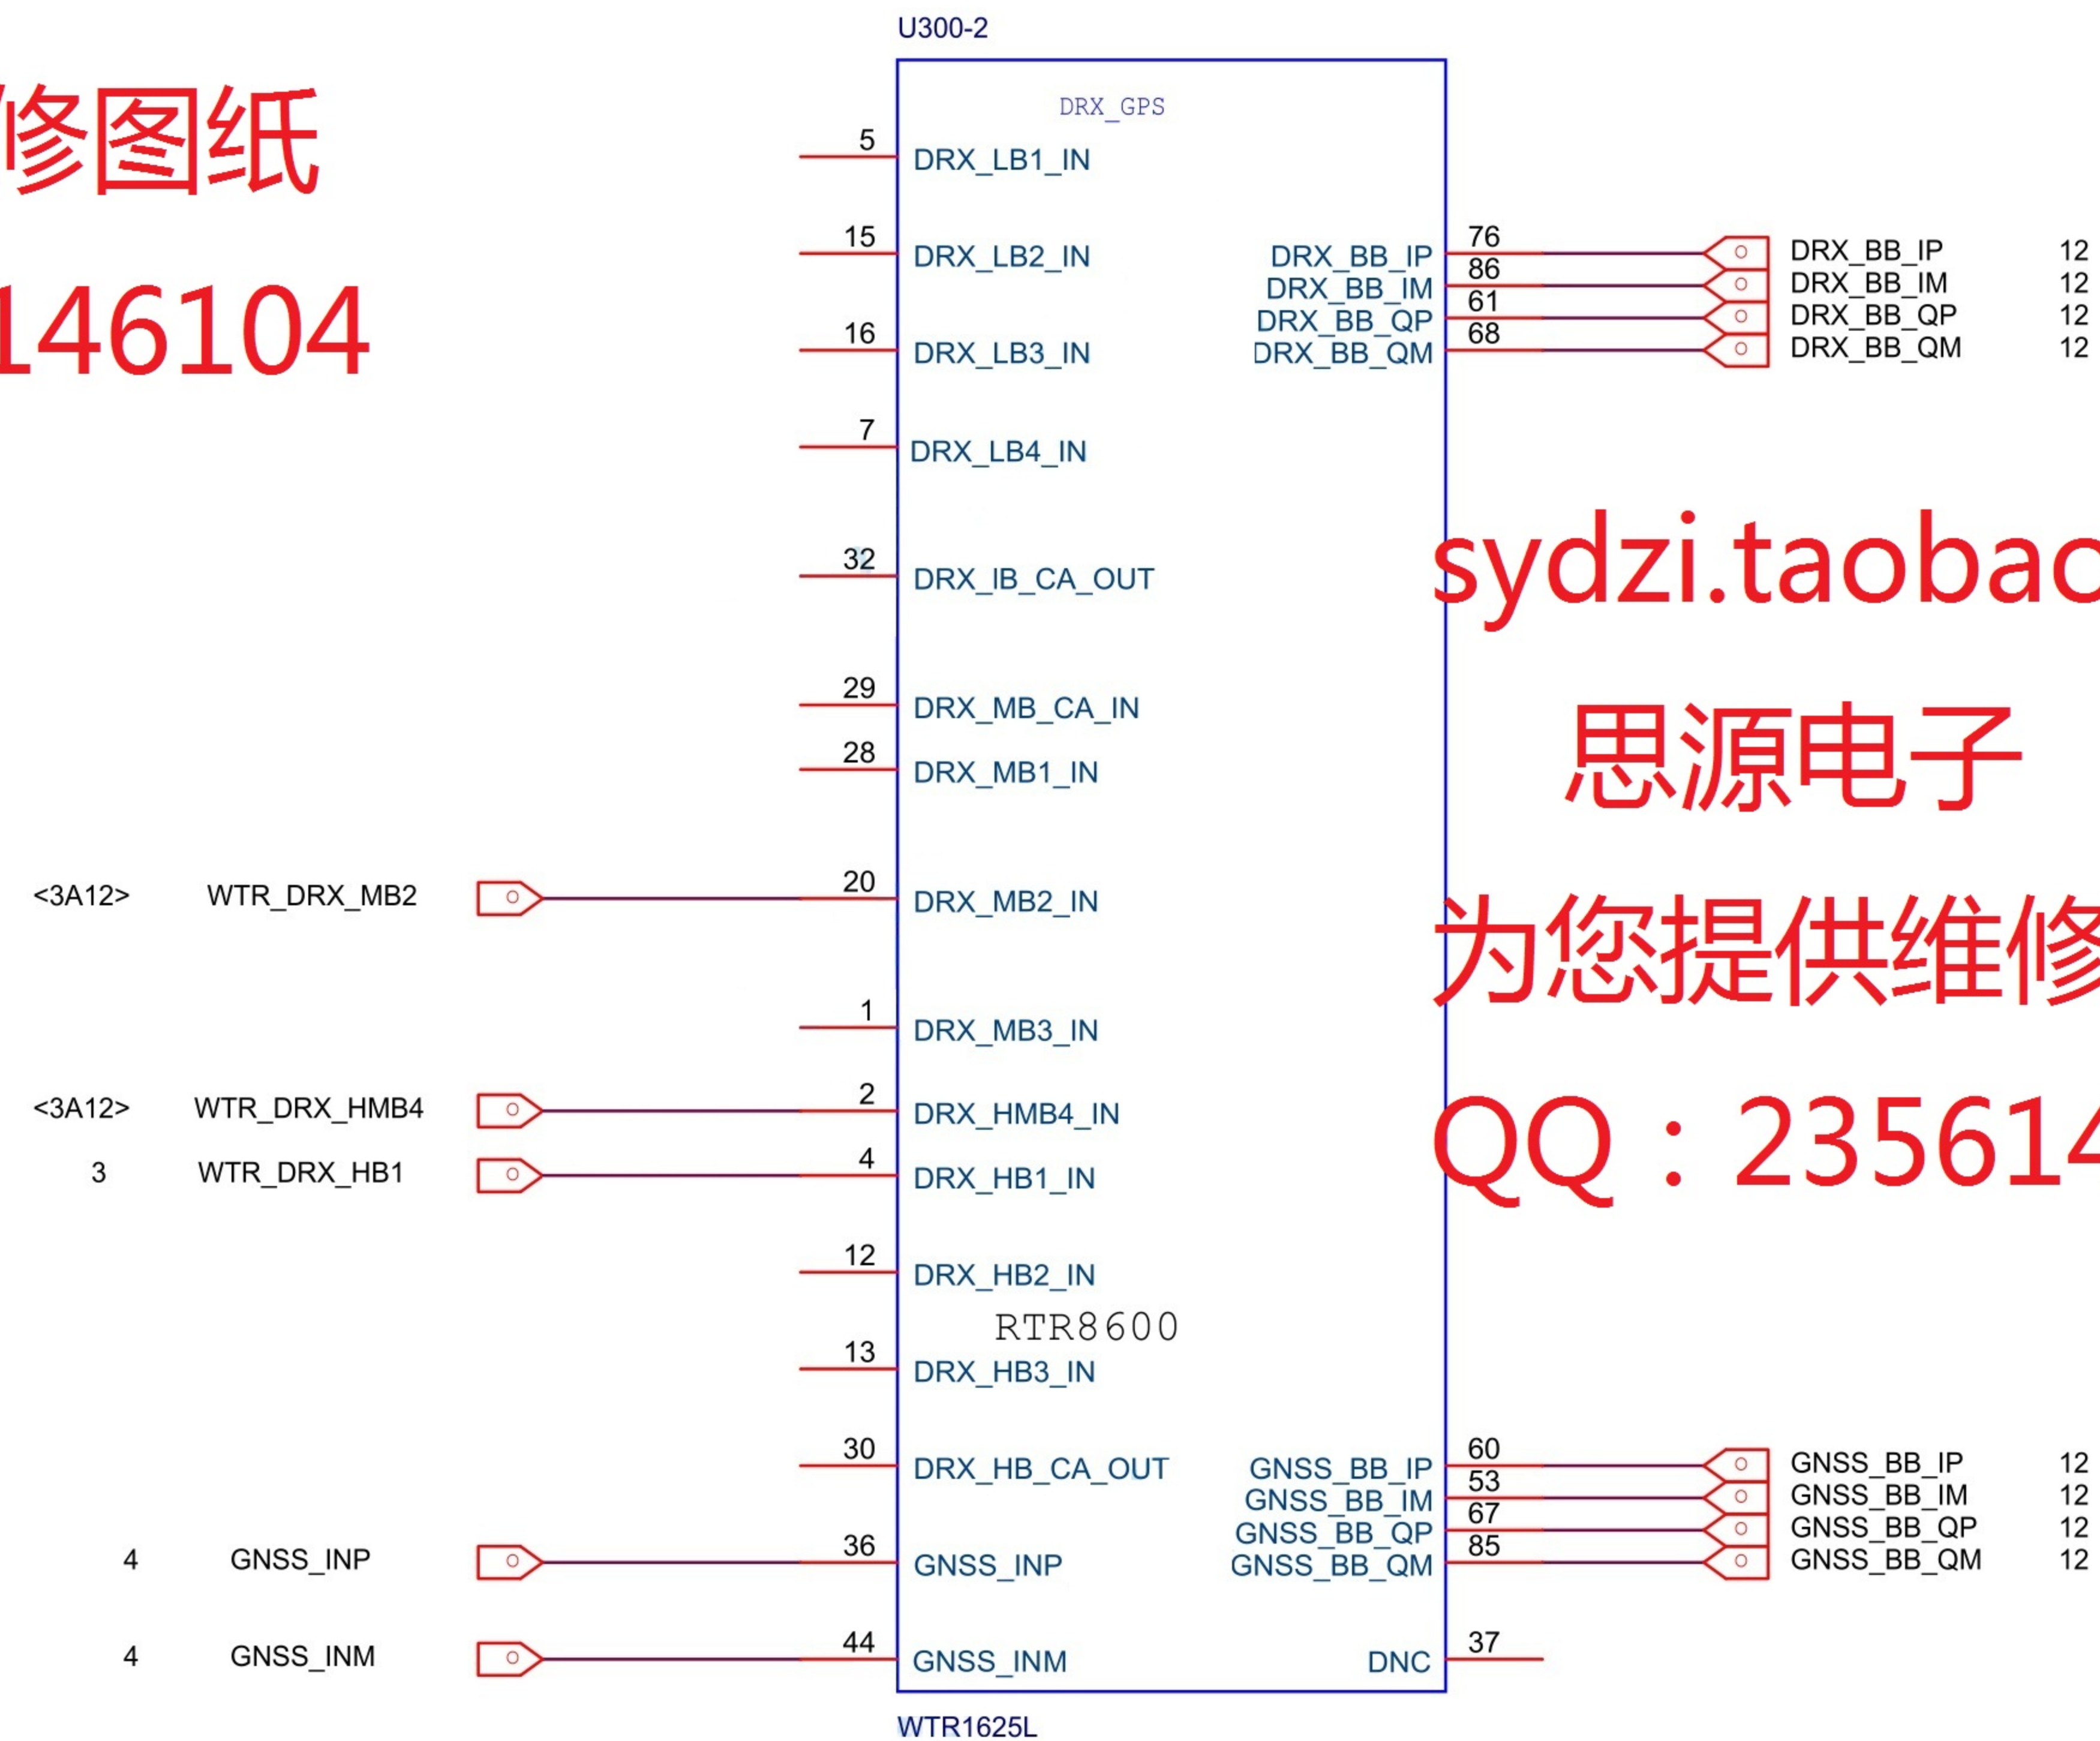 U300-2
修图纸
DRX_GPS
5 DRX_LB1_IN
15 DRX_LB2_IN DRX_BB_IP 76 DRX_BB_IP 12
DRX_BB_IM 86 DRX_BB_IM 12
146104
DRX_BB_QP 61 DRX_BB_QP 12
16 DRX_LB3_IN DRX_BB_QM 68 DRX_BB_QM 12
7 DRX_LB4_IN
sydzi.taobao
32 DRX_IB_CA_OUT
29 DRX_MB_CA_IN
思源电子
28 DRX_MB1_IN
<3A12> WTR_DRX_MB2 20 DRX_MB2_IN
为您提供维修
1 DRX_MB3_IN
<3A12> WTR_DRX_HMB4 2 DRX_HMB4_IN
QQ：235614
3 WTR_DRX_HB1 4 DRX_HB1_IN
12 DRX_HB2_IN
RTR8600
13 DRX_HB3_IN
30 DRX_HB_CA_OUT GNSS_BB_IP 60 GNSS_BB_IP 12
GNSS_BB_IM 53 GNSS_BB_IM 12
GNSS_BB_QP 67 GNSS_BB_QP 12
4 GNSS_INP 36 GNSS_INP GNSS_BB_QM 85 GNSS_BB_QM 12
4 GNSS_INM 44 GNSS_INM DNC 37
WTR1625L